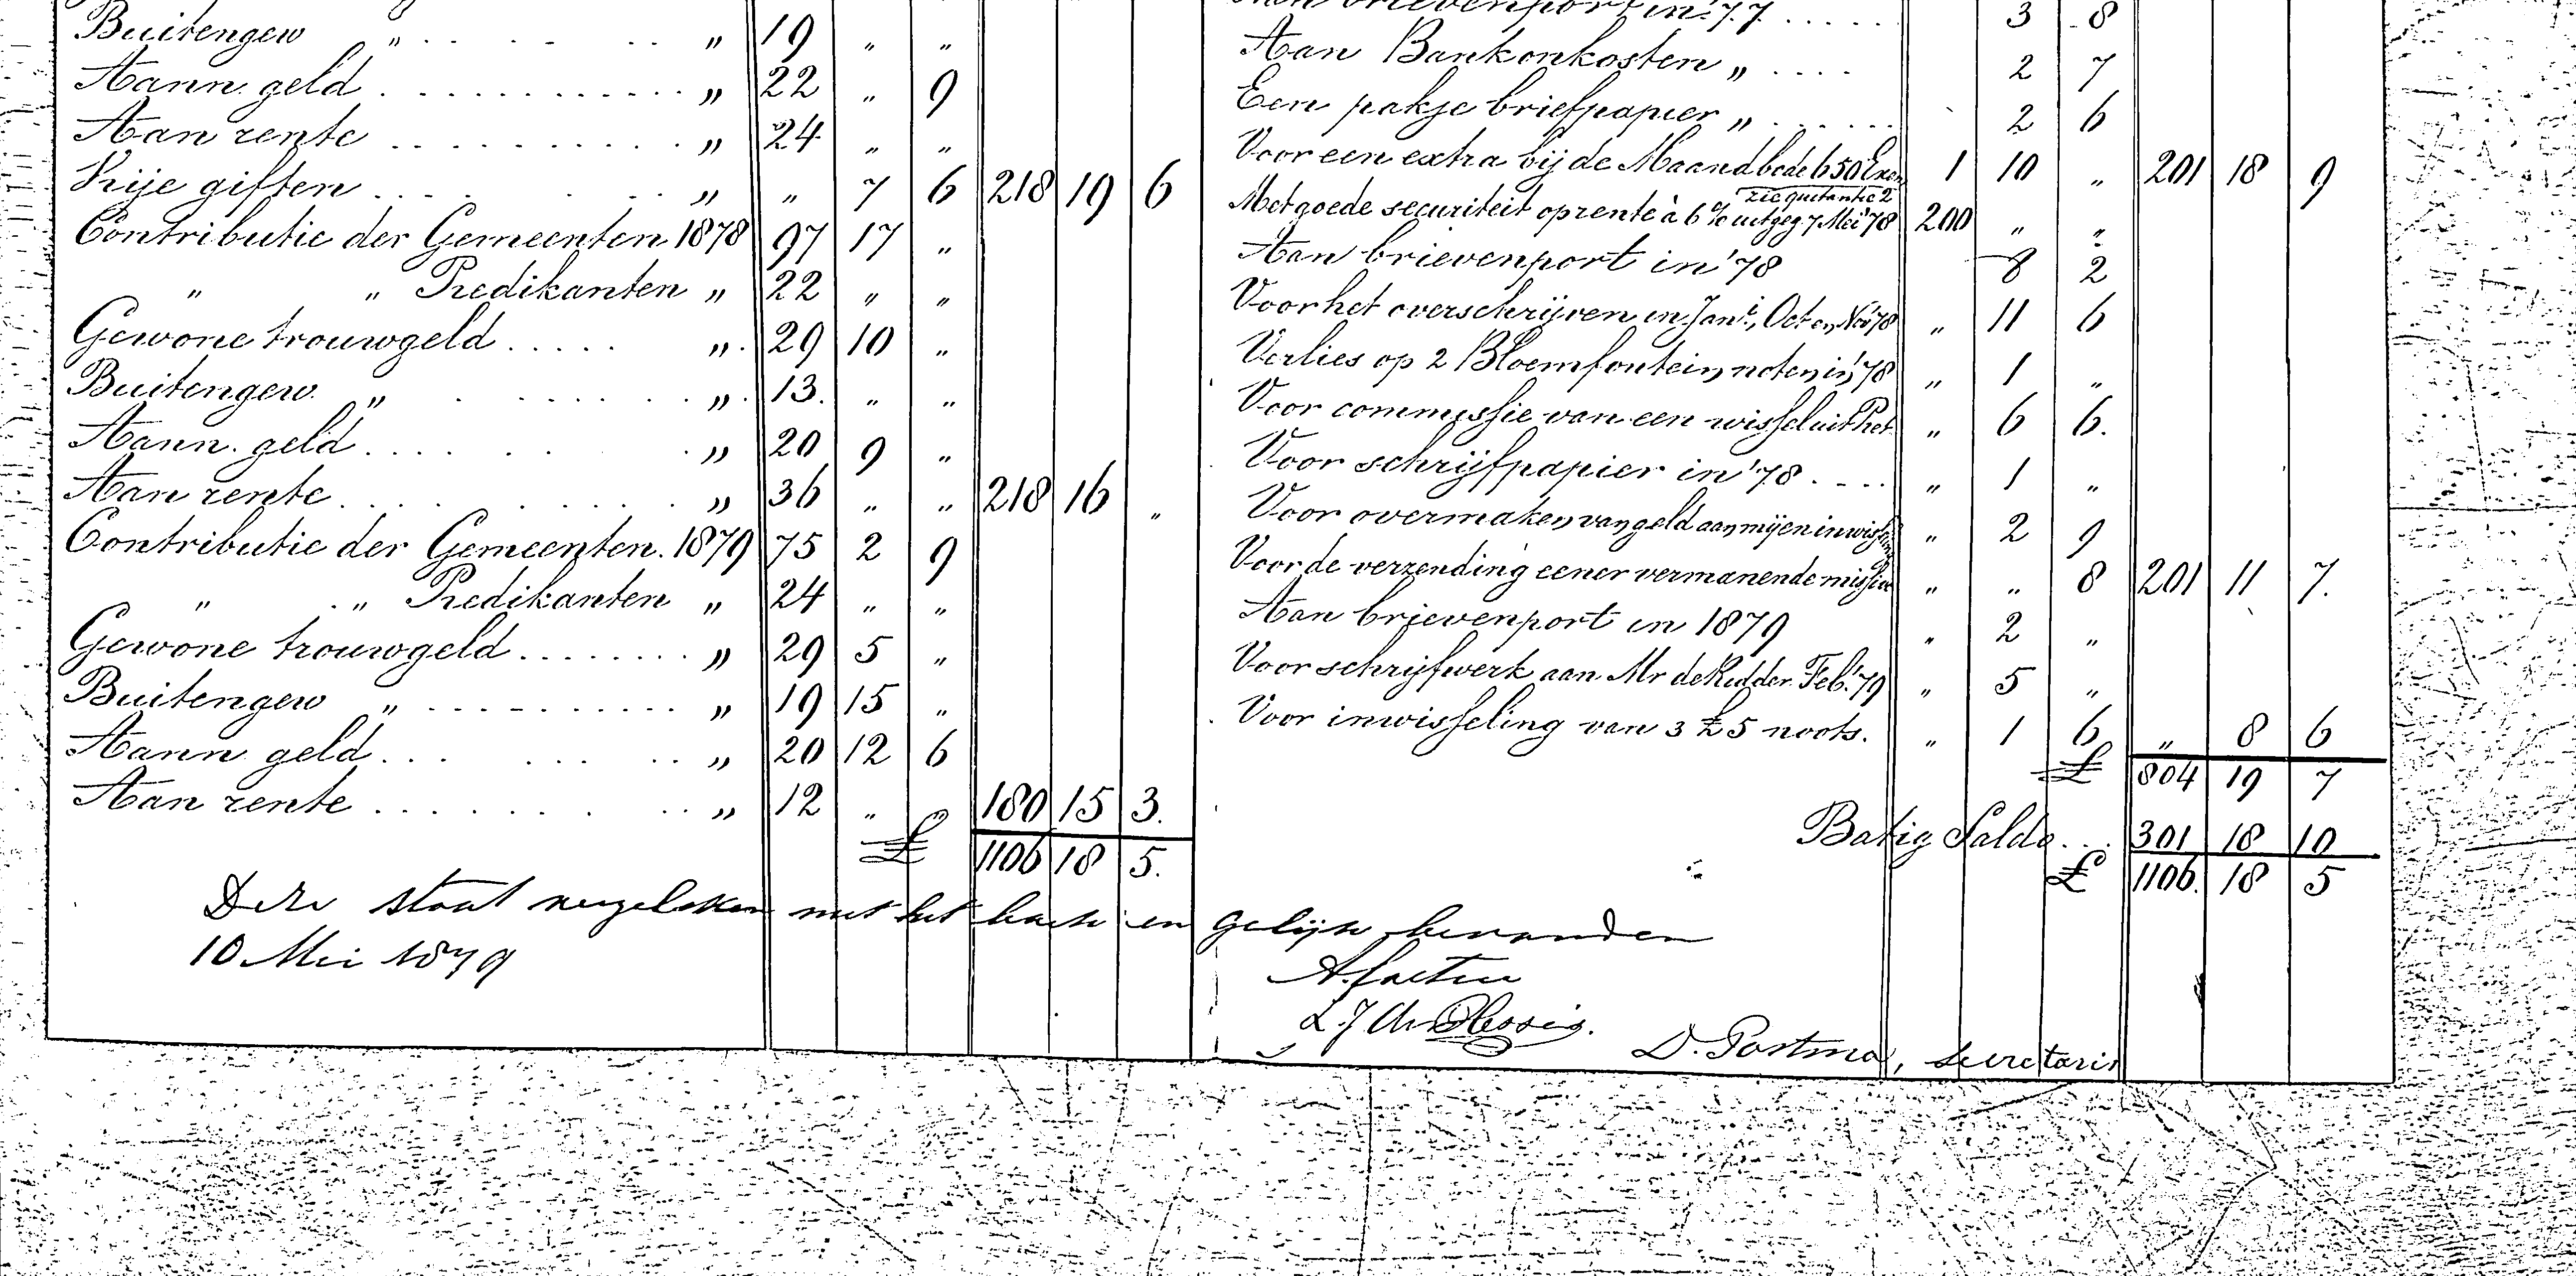 Buitengew " . . . . . " 19 " "
Aann. geld . . . . . . . . . . . . " 22 " 9
Aan rente . . . . . . . . . . . " 24 " "
Vrije giften . . . . . . " " 7 6 218 19 6
Contributie der Gemeenten 1878 97 17 "
" " Predikanten " 22 " "
Gewone trouwgeld . . . . . " 29 10 "
Buitengew. " . . . . . . " 13. " "
Aann. geld . . . . . . . " 20 9 "
Aan rente . . . . . . . . " 36 " " 218 16 "
Contributie der Gemeenten. 1879 75 2 9
" " Predikanten " 24 " "
Gewone trouwgeld . . . . . . . . " 29 5 "
Buitengew " . . . . . . . . . . " 19 15 "
Aann geld . . . . . . . . " 20 12 6
Aan rente . . . . . . . . . " 12 " " 180 15 3.
£ 1106 18 5.
Aan brievenport in '77 . . . . . 3 8
Aan Bankonkosten " . . . . 2 7
Een pakje briefpapier " . . . . . . 2 6
Voor een extra bij de Maandbode 650 Exen 1 10 " 201 18 9
zie quitantie 2
Met goede securiteit op rente à 6 % uitgeg 7 Mei '78 200 " "
Aan brievenport in '78 8 2
Voor het overschrijven in Jan., Oct en Nov '78 " 11 6
Verlies op 2 Bloemfontein noten in '78 " 1 "
Voor commissie van een wissel uit Het " 6 6.
Voor schrijfpapier in '78 . . . . " 1 "
Voor overmaken van geld aan mij en inwissing " 2 9
Voor de verzending eener vermanende missive " " 8 201 11 7.
Aan brievenport in 1879 " 2 "
Voor schrijfwerk aan Mr de Ridder Feb. '79 " 5 "
Voor inwisseling van 3 £5 noots. " 1 6 " 8 6
£ 804 19 7
Batig Saldo . . . 301 18 10
£ 1106. 18 5
Deze staat vergeleken met het boek en gelijk bevonden
10 Mei 1879
L. J. du Plessis.
D. Postma, secretaris